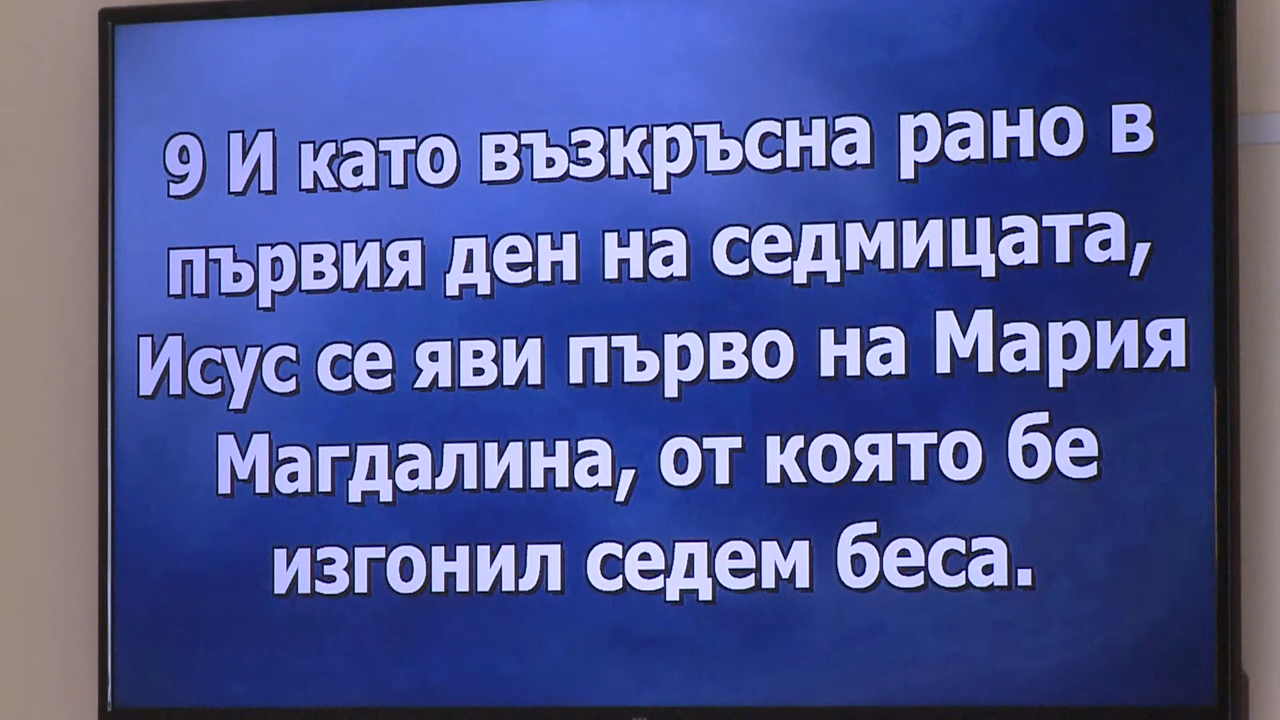 9 И като възкръсна рано в
първия ден на седмицата,
Исус се яви първо на Мария
Магдалина, от която бе
изгонил седем беса.